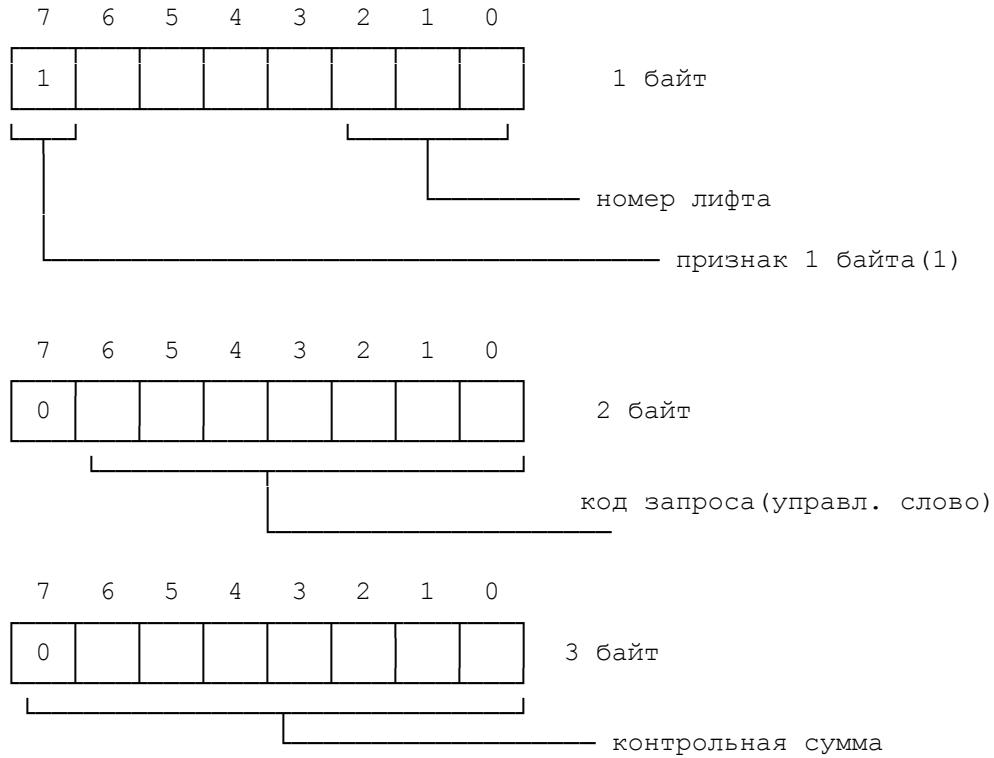 7 6 5 4 3 2 1 0
1 1 байт
номер лифта
признак 1 байта(1)
7 6 5 4 3 2 1 0
0 2 байт
код запроса(управл. слово)
7 6 5 4 3 2 1 0
0 3 байт
контрольная сумма